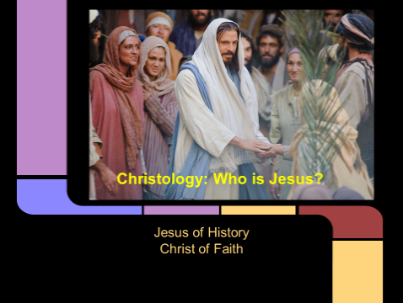 Christology: Who is Jesus?
Jesus of History
Christ of Faith